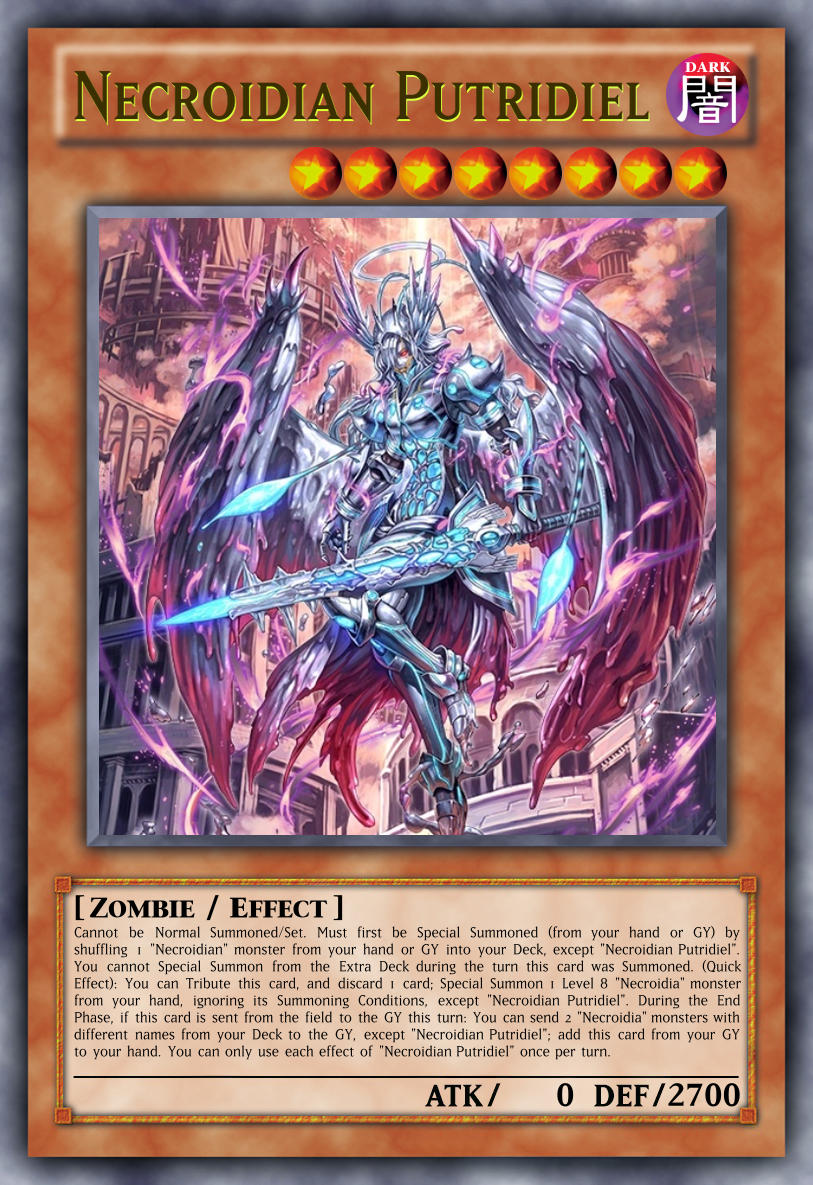 Necroidian Putridiel
DARK
闇
[ Zombie / Effect ]
Cannot be Normal Summoned/Set. Must first be Special Summoned (from your hand or GY) by
shuffling 1 "Necroidian" monster from your hand or GY into your Deck, except "Necroidian Putridiel".
You cannot Special Summon from the Extra Deck during the turn this card was Summoned. (Quick
Effect): You can Tribute this card, and discard 1 card; Special Summon 1 Level 8 "Necroidia" monster
from your hand, ignoring its Summoning Conditions, except "Necroidian Putridiel". During the End
Phase, if this card is sent from the field to the GY this turn: You can send 2 "Necroidia" monsters with
different names from your Deck to the GY, except "Necroidian Putridiel"; add this card from your GY
to your hand. You can only use each effect of "Necroidian Putridiel" once per turn.
ATK/ 0 DEF/2700